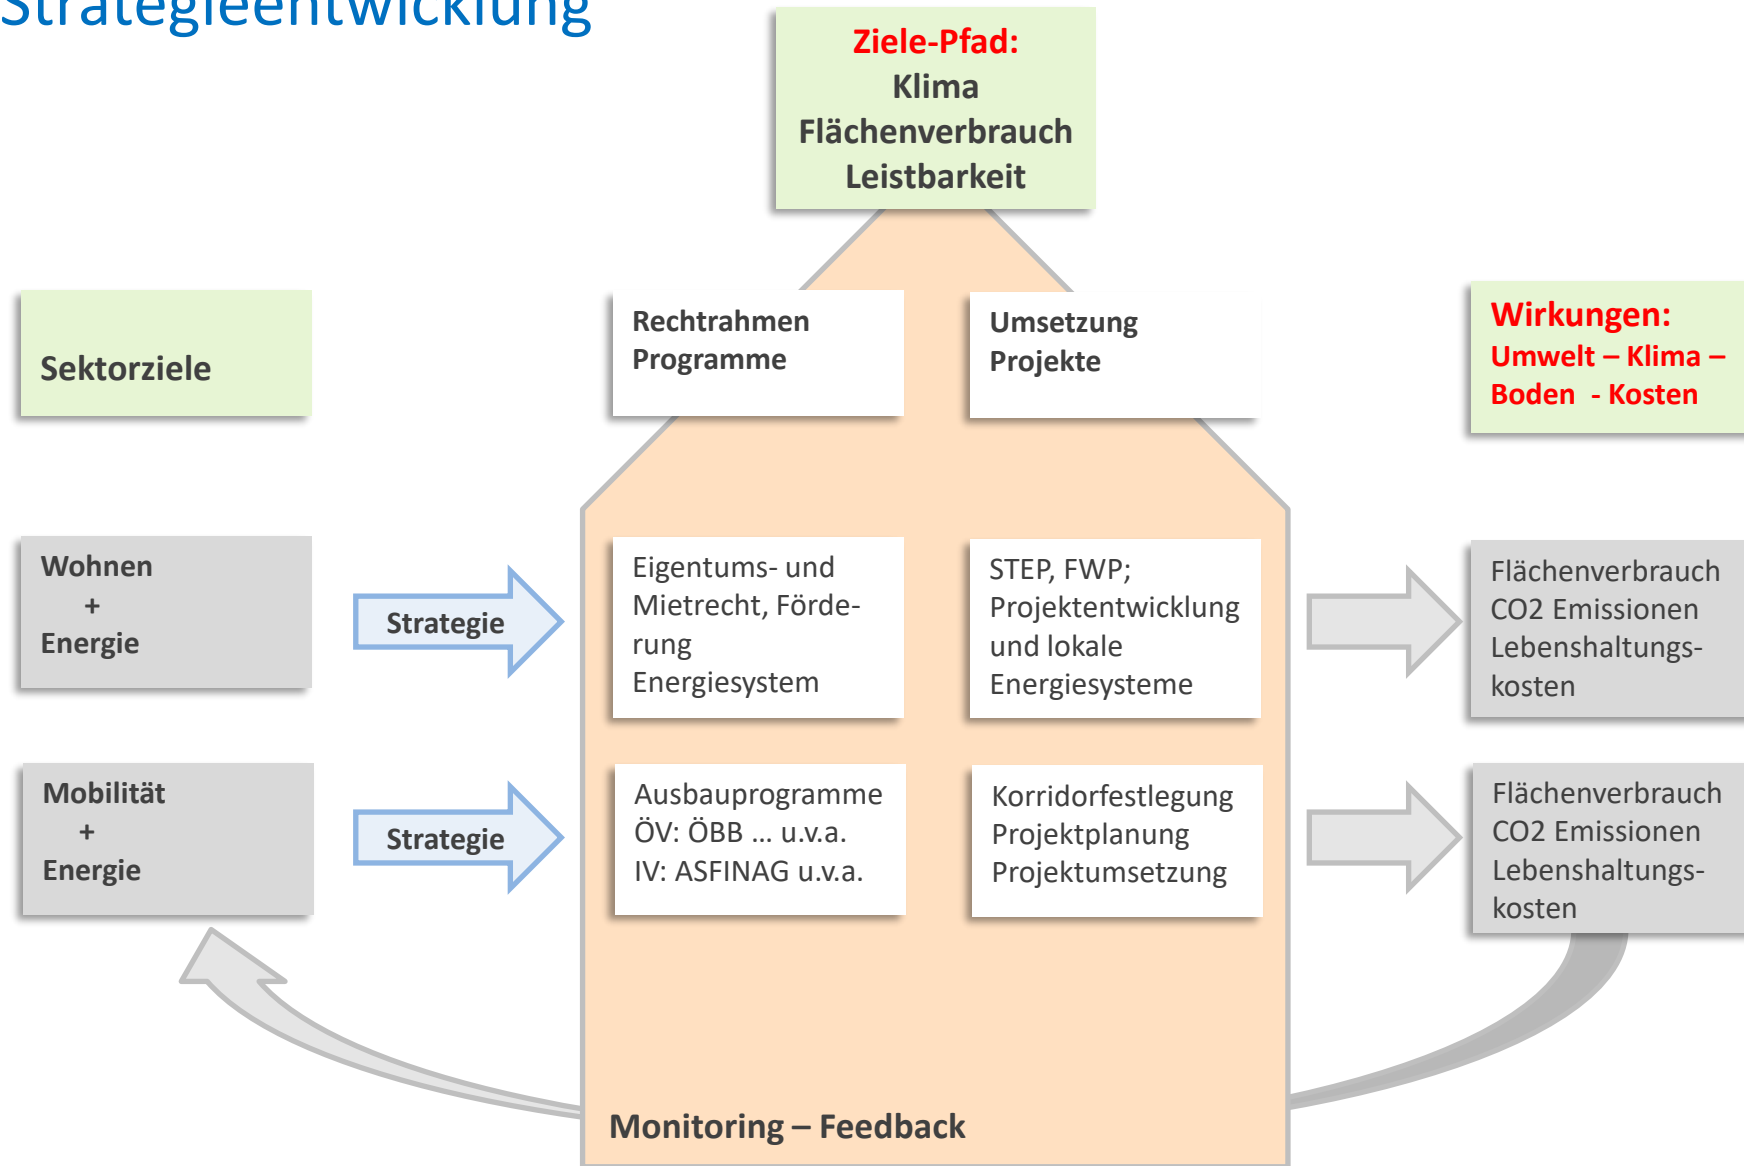 Strategieentwicklung
Ziele-Pfad:
Klima
Flächenverbrauch
Leistbarkeit
Sektorziele
Rechtrahmen
Programme
Umsetzung
Projekte
Wirkungen:
Umwelt – Klima –
Boden - Kosten
Wohnen
+
Energie
Strategie
Eigentums- und
Mietrecht, Förde-
rung
Energiesystem
STEP, FWP;
Projektentwicklung
und lokale
Energiesysteme
Flächenverbrauch
CO2 Emissionen
Lebenshaltungs-
kosten
Mobilität
+
Energie
Strategie
Ausbauprogramme
ÖV: ÖBB ... u.v.a.
IV: ASFINAG u.v.a.
Korridorfestlegung
Projektplanung
Projektumsetzung
Flächenverbrauch
CO2 Emissionen
Lebenshaltungs-
kosten
Monitoring – Feedback